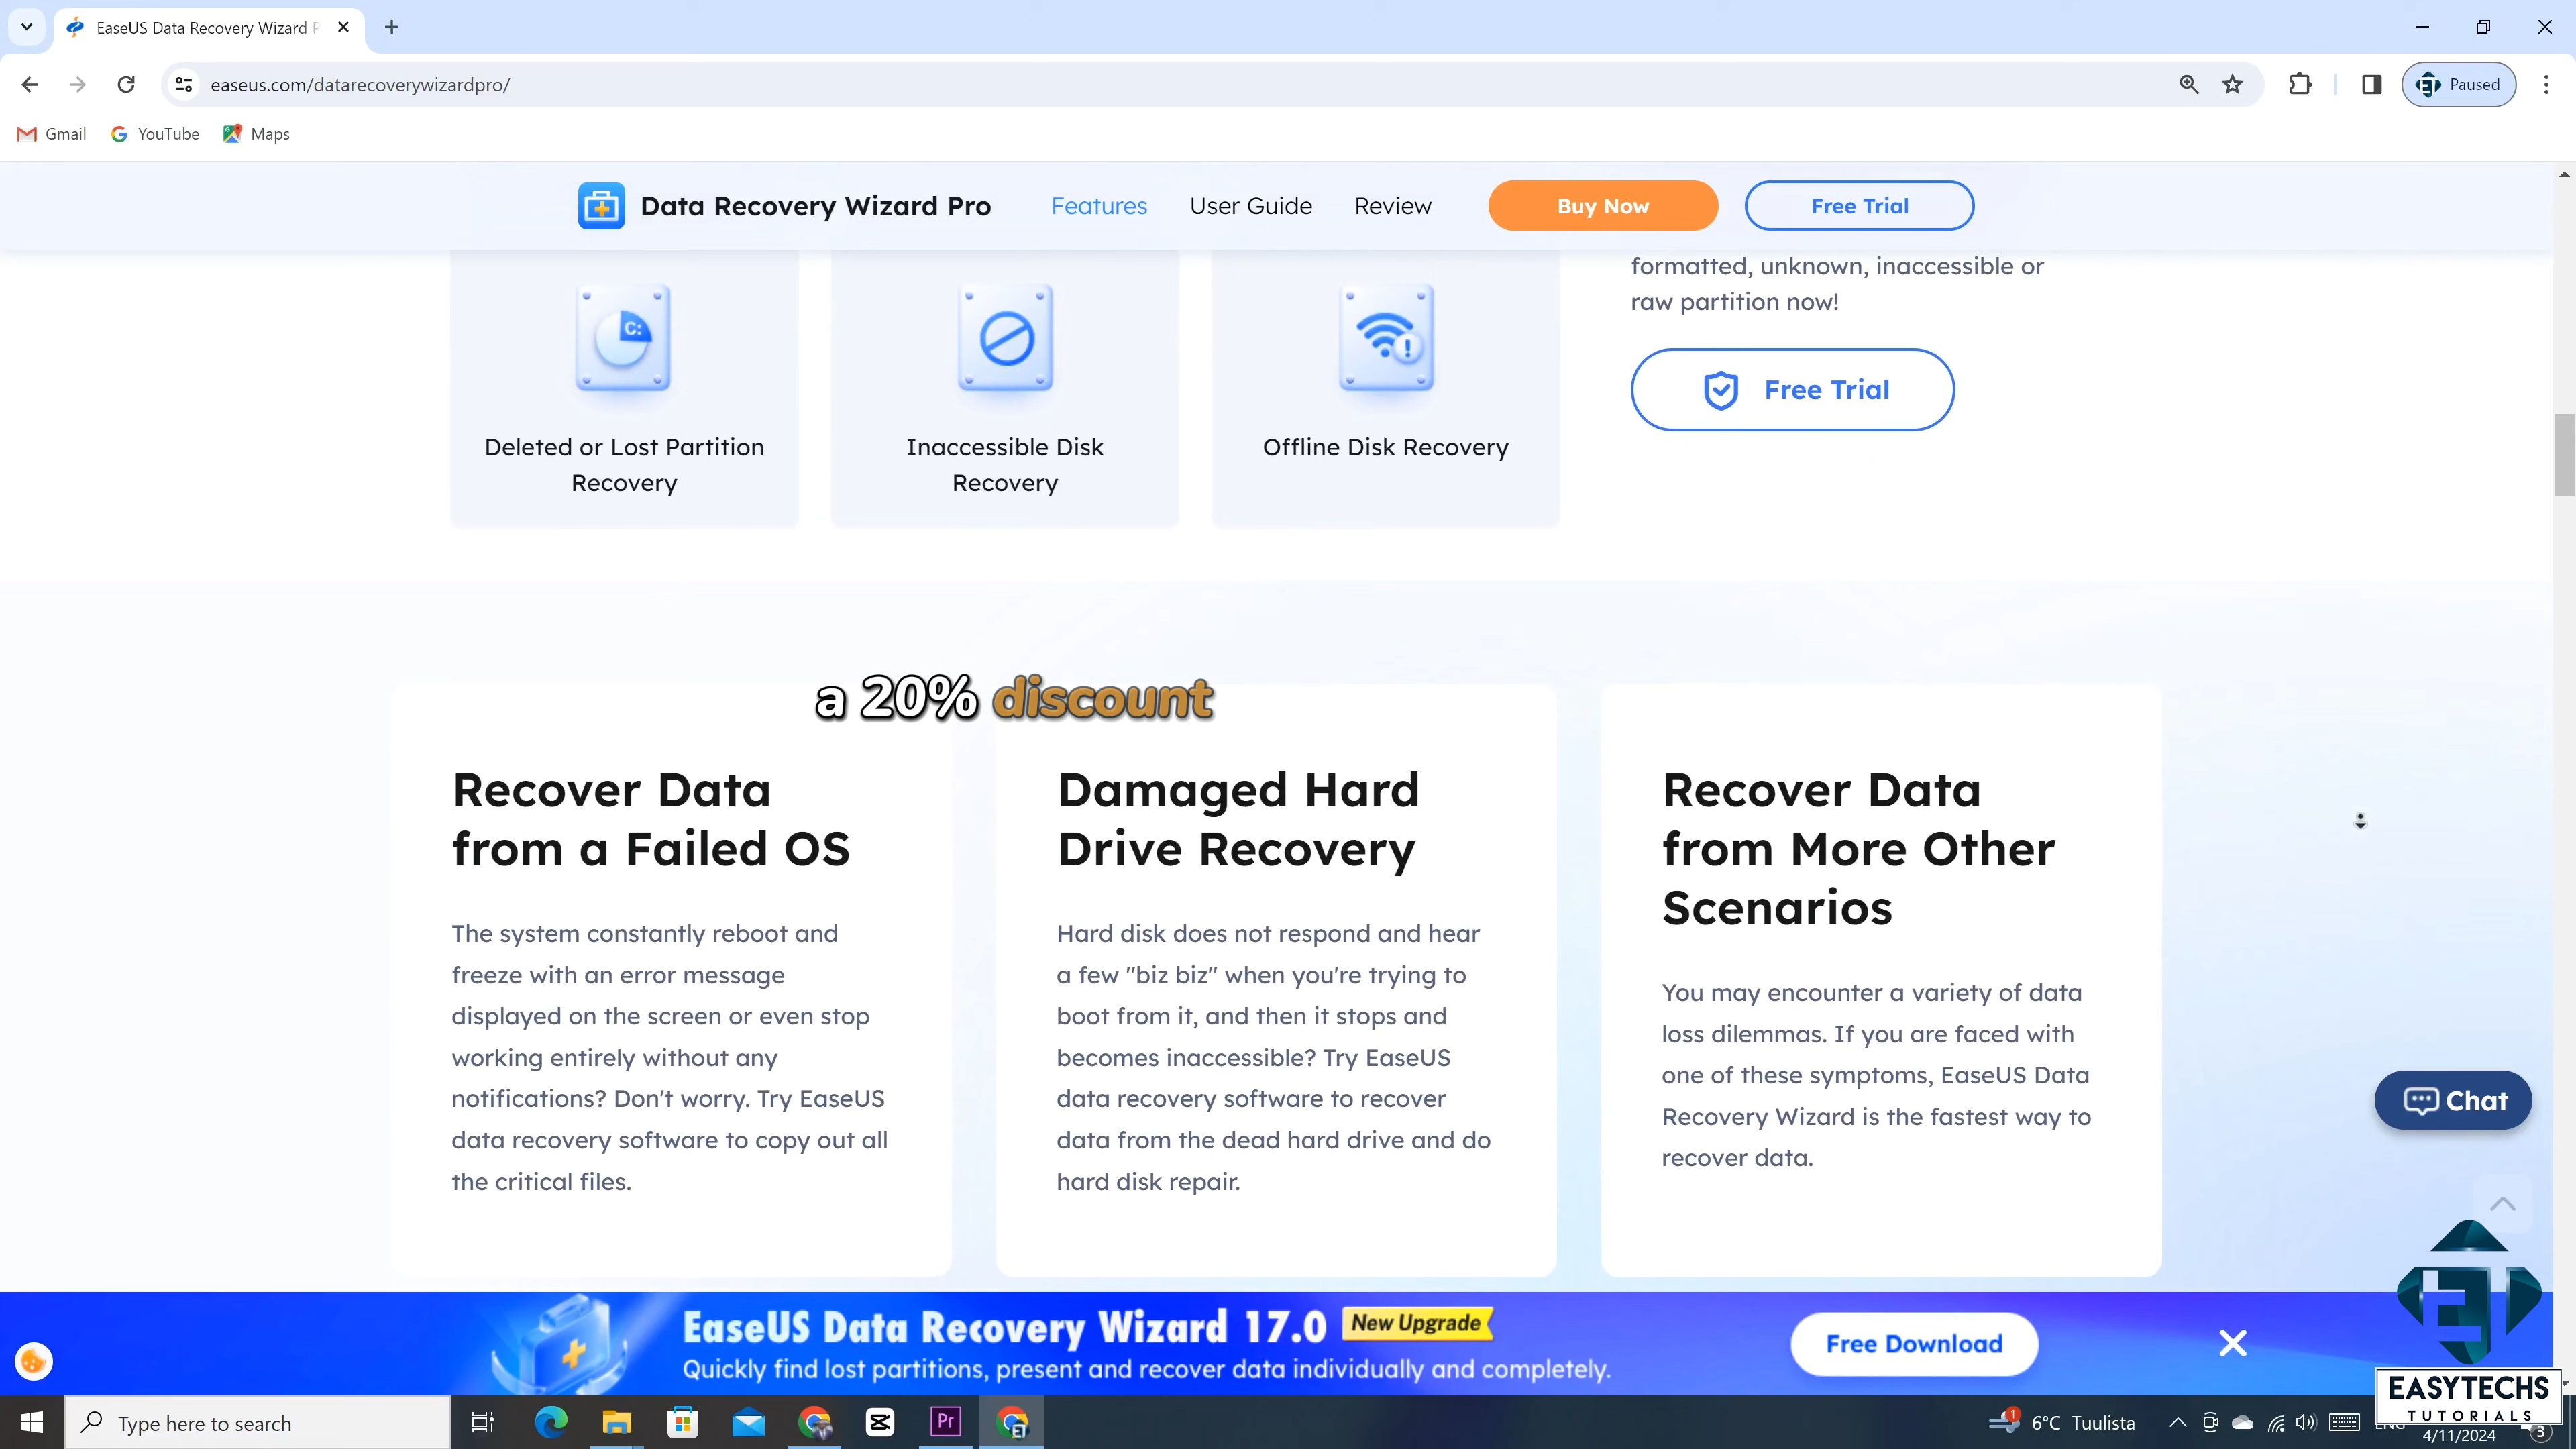 EaseUS Data Recovery Wizard P
easeus.com/datarecoverywizardpro/
Paused
Gmail
YouTube
Maps
Data Recovery Wizard Pro
Features
User Guide
Review
Buy Now
Free Trial
C:
Deleted or Lost Partition
Recovery
Inaccessible Disk
Recovery
Offline Disk Recovery
formatted, unknown, inaccessible or
raw partition now!
Free Trial
a 20% discount
Recover Data
from a Failed OS
The system constantly reboot and
freeze with an error message
displayed on the screen or even stop
working entirely without any
notifications? Don't worry. Try EaseUS
data recovery software to copy out all
the critical files.
Damaged Hard
Drive Recovery
Hard disk does not respond and hear
a few "biz biz" when you're trying to
boot from it, and then it stops and
becomes inaccessible? Try EaseUS
data recovery software to recover
data from the dead hard drive and do
hard disk repair.
Recover Data
from More Other
Scenarios
You may encounter a variety of data
loss dilemmas. If you are faced with
one of these symptoms, EaseUS Data
Recovery Wizard is the fastest way to
recover data.
Chat
EaseUS Data Recovery Wizard 17.0 New Upgrade
Quickly find lost partitions, present and recover data individually and completely.
Free Download
ET
EASYTECHS
TUTORIALS
Type here to search
Pr
ET
1
6°C Tuulista
4/11/2024
3